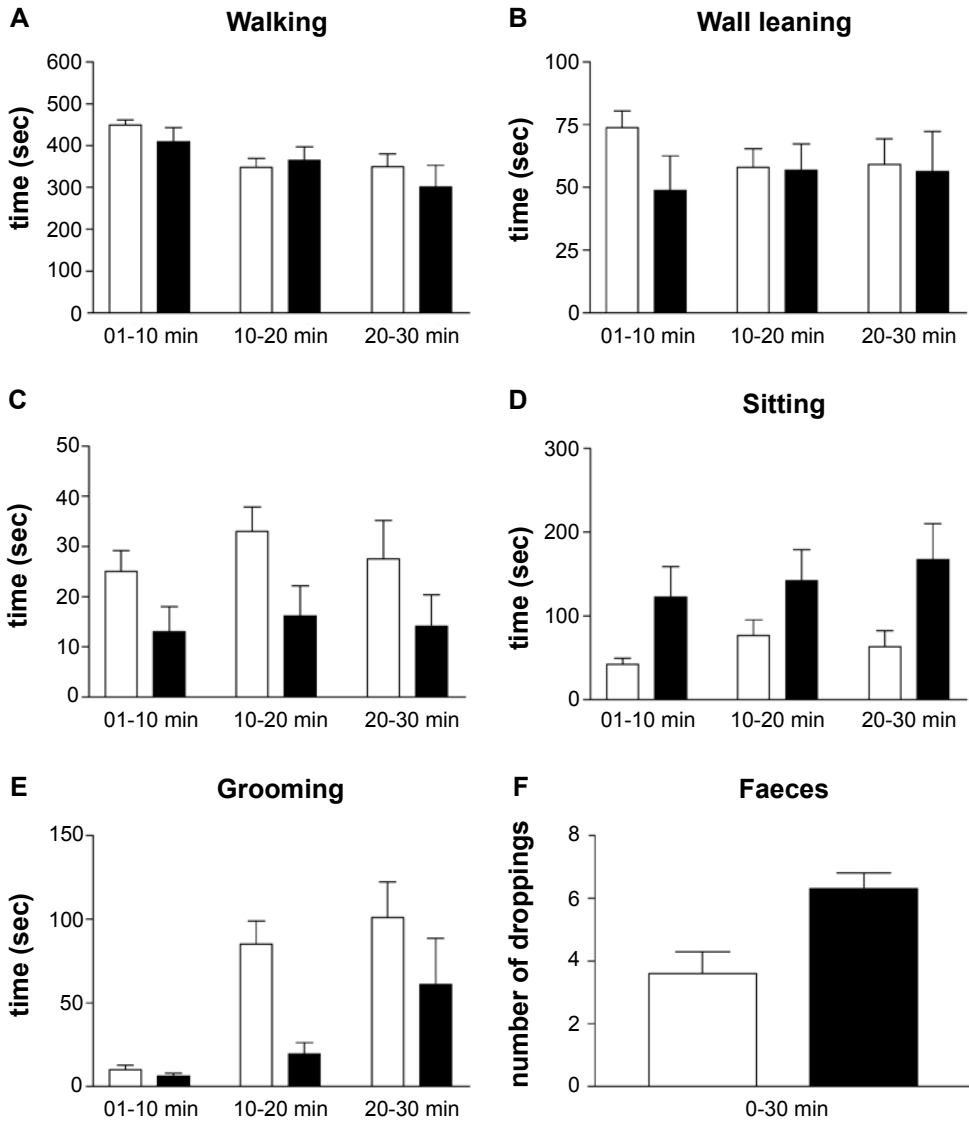 A
Walking
time (sec)
600
500
400
300
200
100
0
01-10 min 10-20 min 20-30 min
B
Wall leaning
time (sec)
100
75
50
25
0
01-10 min 10-20 min 20-30 min
C
time (sec)
50
40
30
20
10
0
01-10 min 10-20 min 20-30 min
D
Sitting
time (sec)
300
200
100
0
01-10 min 10-20 min 20-30 min
E
Grooming
time (sec)
150
100
50
0
01-10 min 10-20 min 20-30 min
F
Faeces
number of droppings
8
6
4
2
0
0-30 min